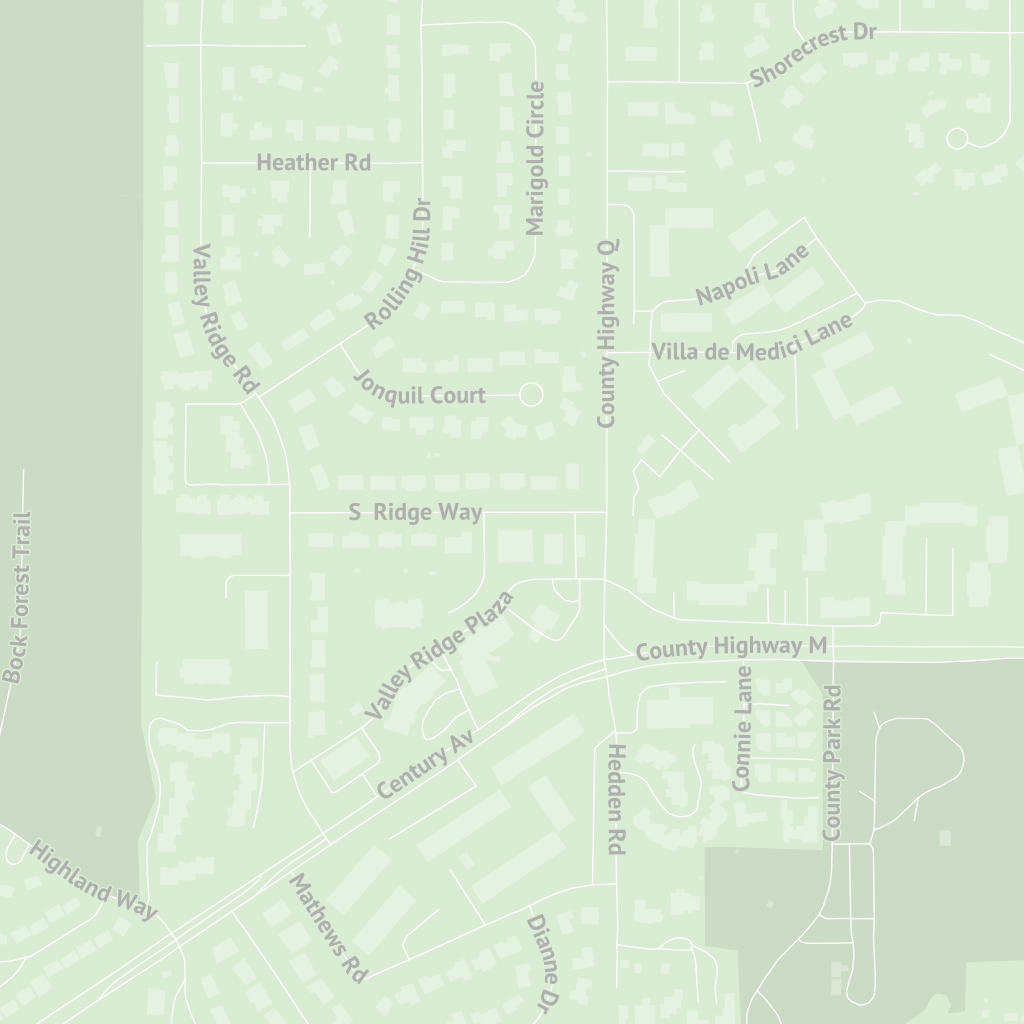 Shorecrest Dr
Marigold Circle
Heather Rd
Rolling Hill Dr
Valley Ridge Rd
County Highway Q
Napoli Lane
Villa de Medici Lane
Jonquil Court
S Ridge Way
Bock Forest Trail
Valley Ridge Plaza
County Highway M
Connie Lane
County Park Rd
Century Av
Hedden Rd
Highland Way
Mathews Rd
Dianne Dr